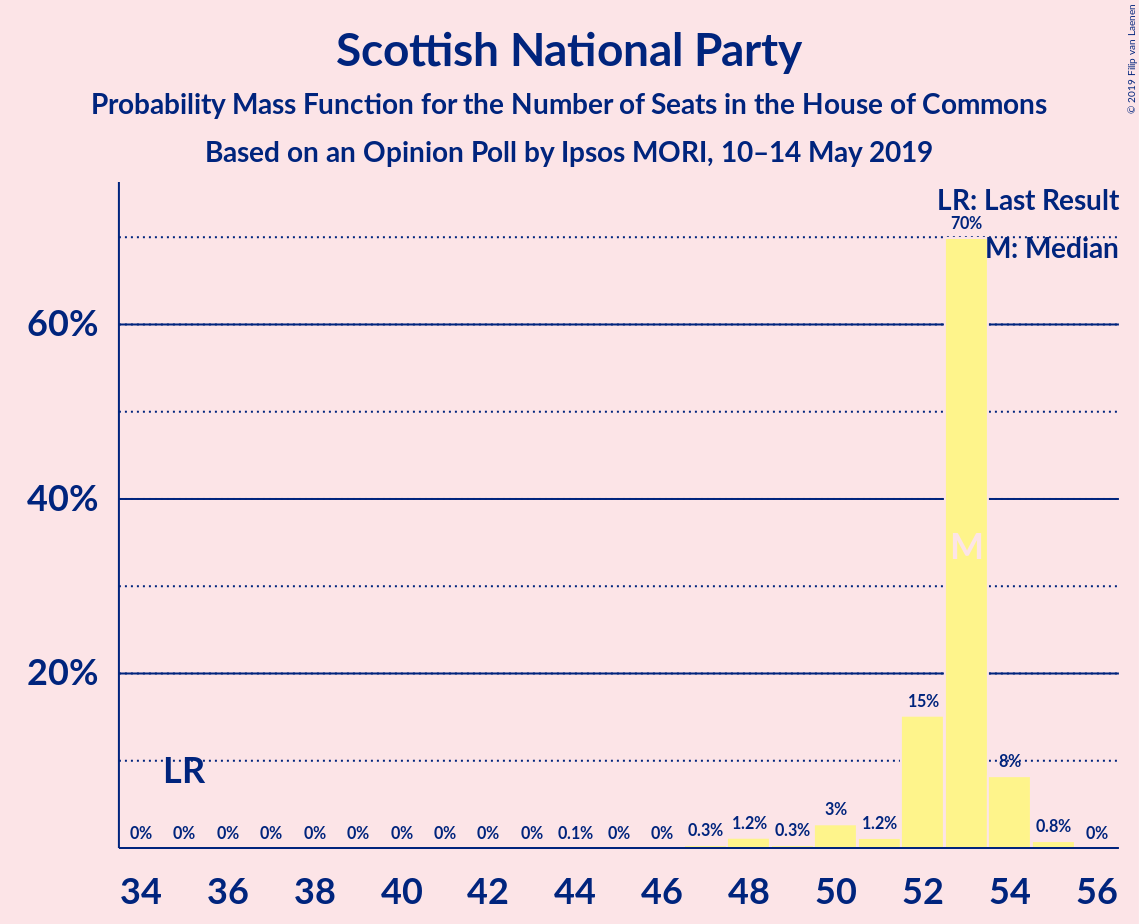 Scottish National Party
Probability Mass Function for the Number of Seats in the House of Commons
Based on an Opinion Poll by Ipsos MORI, 10–14 May 2019
© 2019 Filip van Laenen
LR: Last Result
70%
M: Median
60%
40%
M
20%
15%
8%
LR
0% 0% 0% 0% 0% 0% 0% 0% 0% 0% 0.1% 0% 0% 0.3% 1.2% 0.3% 3% 1.2% 0.8% 0%
34 36 38 40 42 44 46 48 50 52 54 56